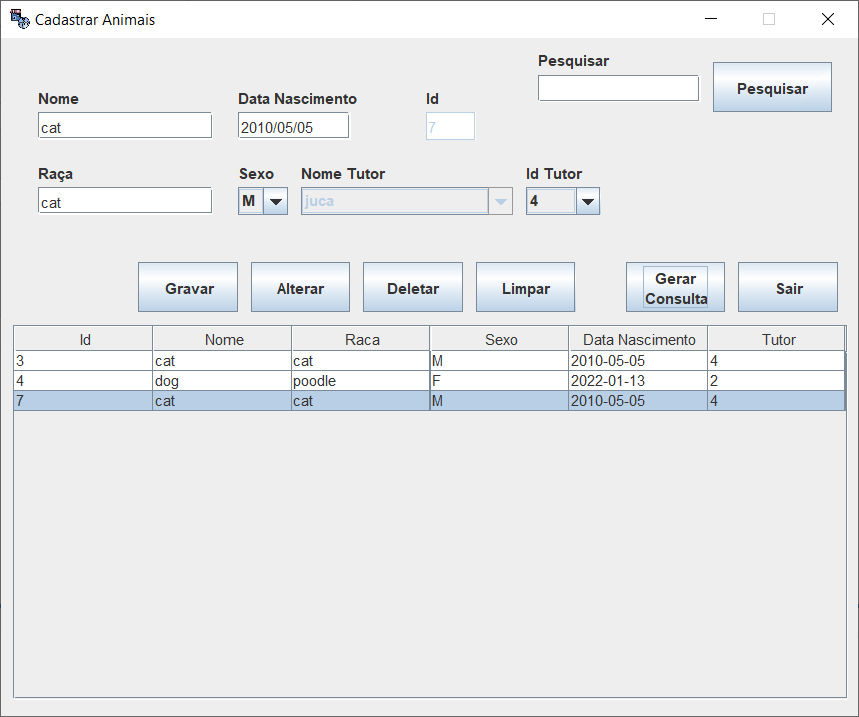 Cadastrar Animais
Pesquisar
Pesquisar
Nome
Data Nascimento
Id
cat
2010/05/05
7
Raça
Sexo
Nome Tutor
Id Tutor
cat
M
juca
4
Gravar
Alterar
Deletar
Limpar
Gerar
Consulta
Sair
Id Nome Raca Sexo Data Nascimento Tutor
3 cat cat M 2010-05-05 4
4 dog poodle F 2022-01-13 2
7 cat cat M 2010-05-05 4